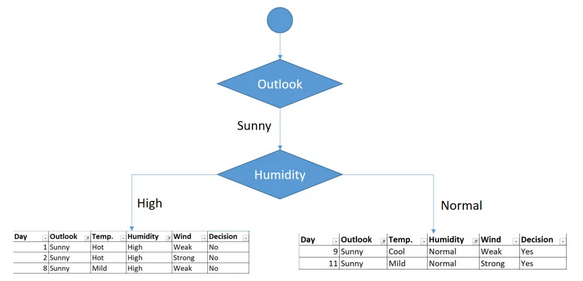 Outlook
Sunny
Humidity
High
Normal
Day Outlook Temp. Humidity Wind Decision
1 Sunny Hot High Weak No
2 Sunny Hot Strong No
8 Sunny Mild High Weak No
Day Outlook Temp. Humidity Wind Decision
9 Sunny Cool Normal Weak Yes
11 Sunny Mild Normal Strong Yes